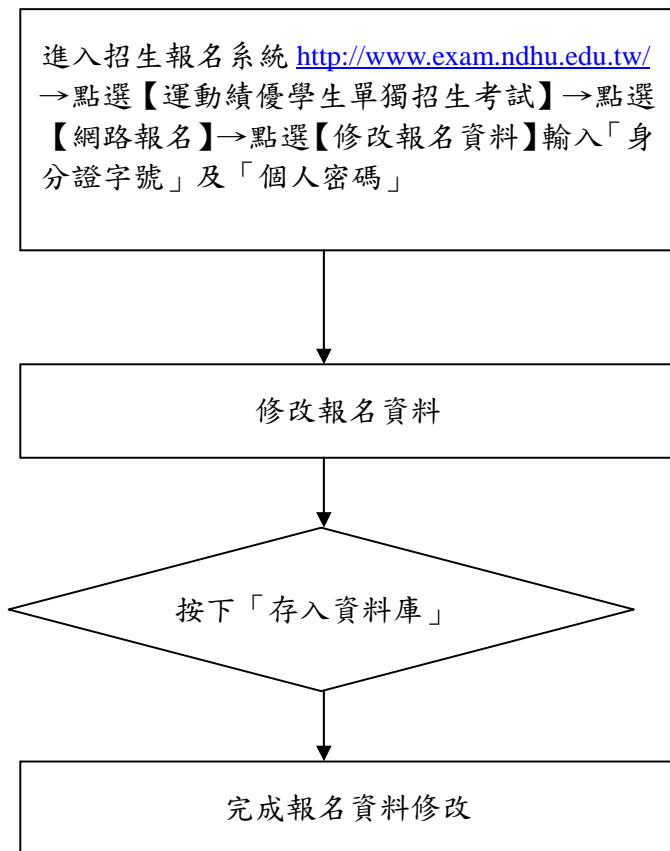 進入招生報名系統 http://www.exam.ndhu.edu.tw/
→點選【運動績優學生單獨招生考試】→點選
【網路報名】→點選【修改報名資料】輸入「身
分證字號」及「個人密碼」
修改報名資料
按下「存入資料庫」
完成報名資料修改